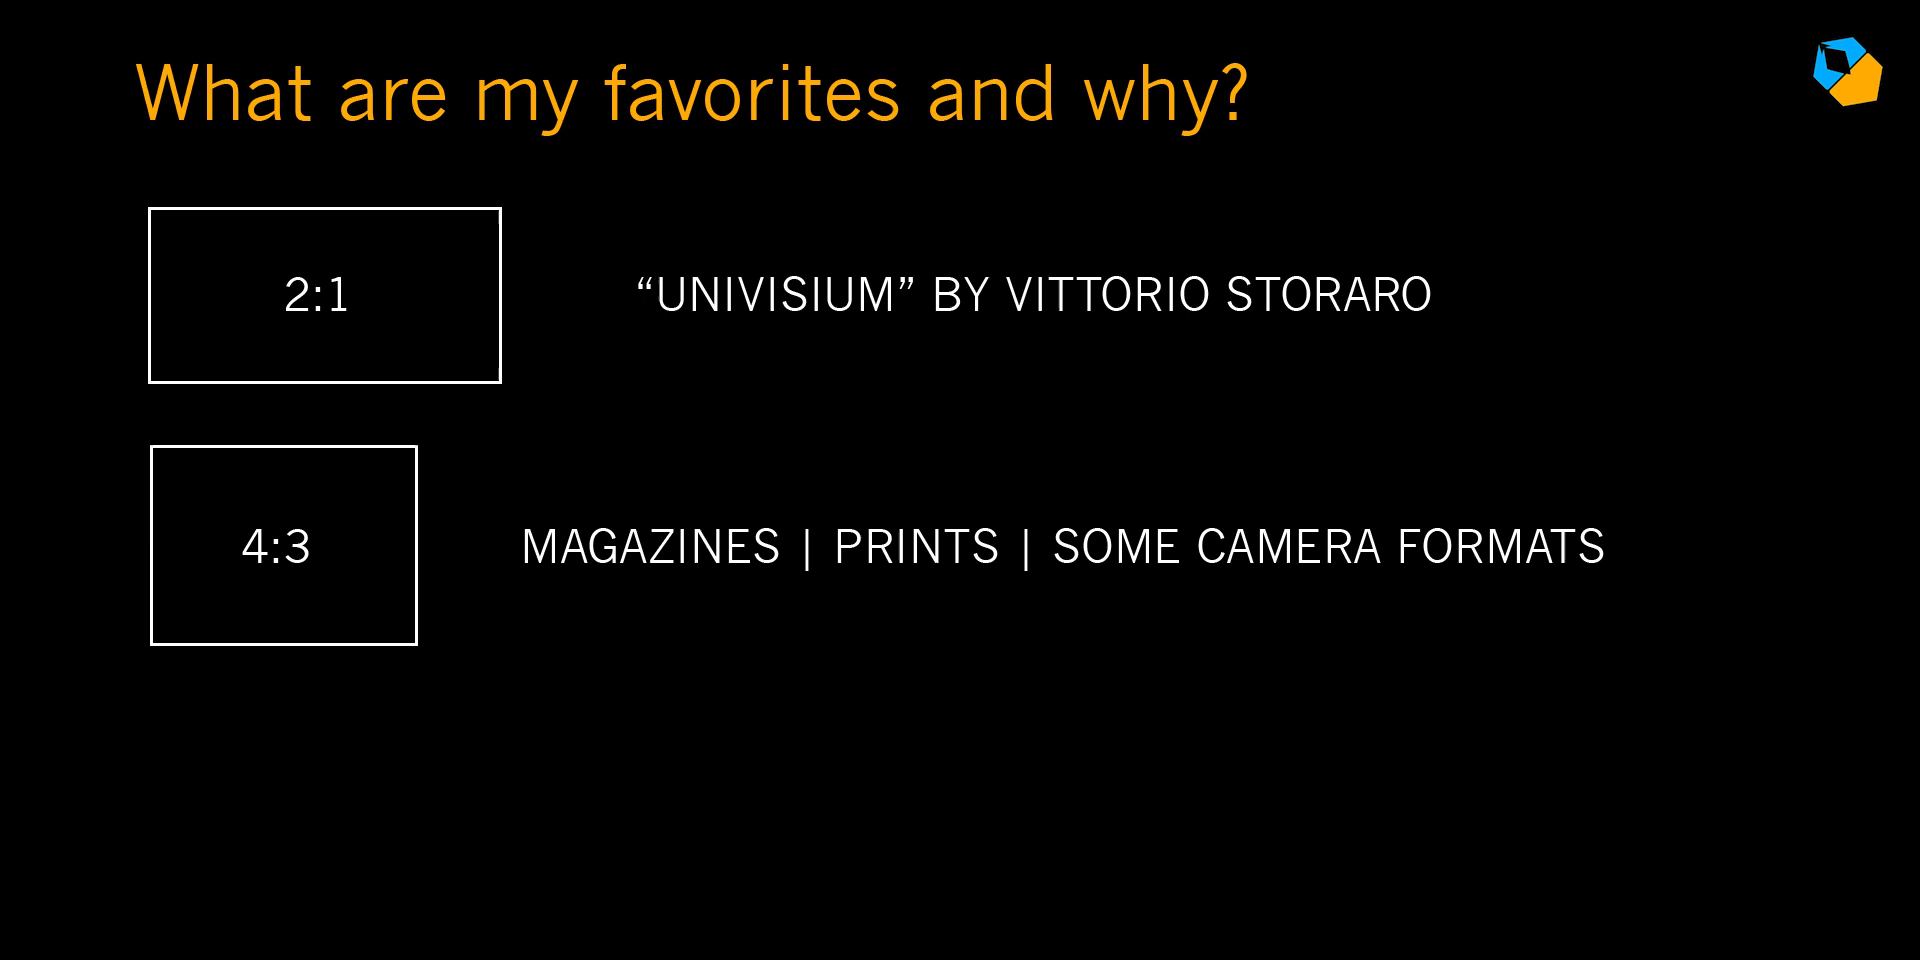 What are my favorites and why?
2:1
“UNIVISIUM” BY VITTORIO STORARO
4:3
MAGAZINES | PRINTS | SOME CAMERA FORMATS